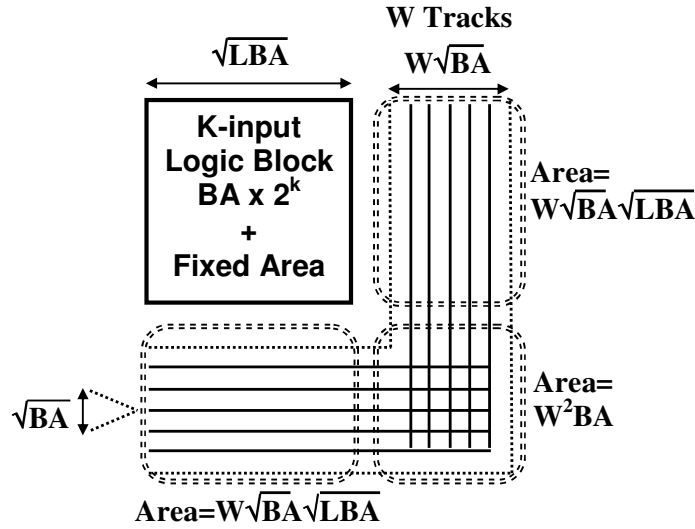 W Tracks
√LBA
W√BA
K-input
Logic Block
BA x 2^k
+
Fixed Area
Area=
W√BA√LBA
√BA
Area=
W²BA
Area=W√BA√LBA